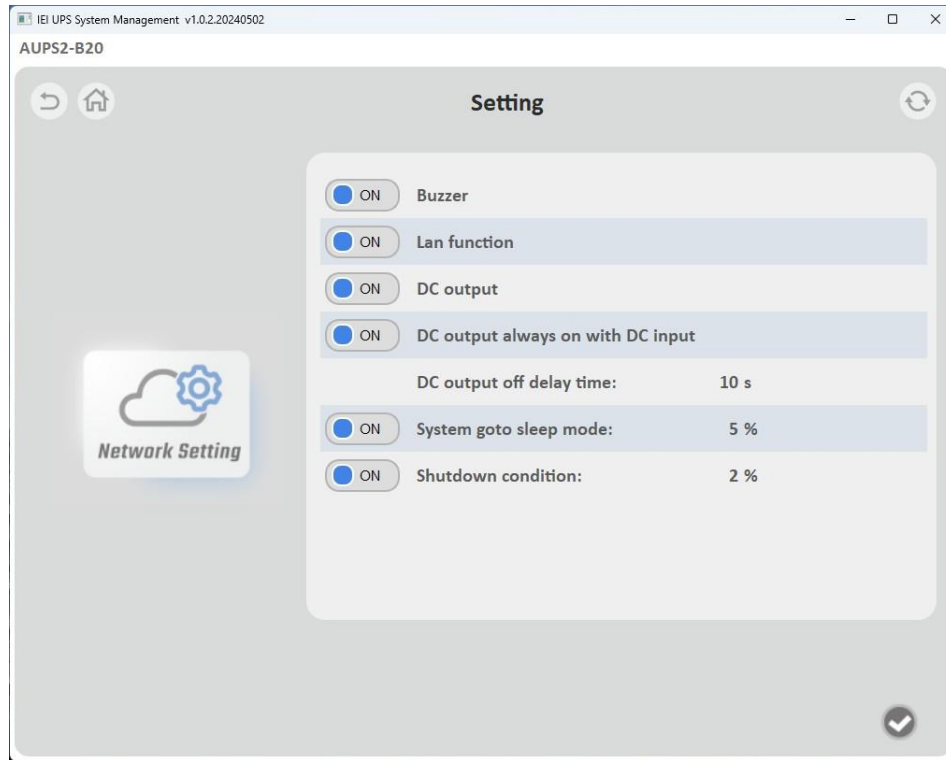 IEI UPS System Management v1.0.2.20240502
AUPS2-B20
Setting
ON Buzzer
ON Lan function
ON DC output
ON DC output always on with DC input
DC output off delay time: 10 s
ON System goto sleep mode: 5 %
ON Shutdown condition: 2 %
Network Setting